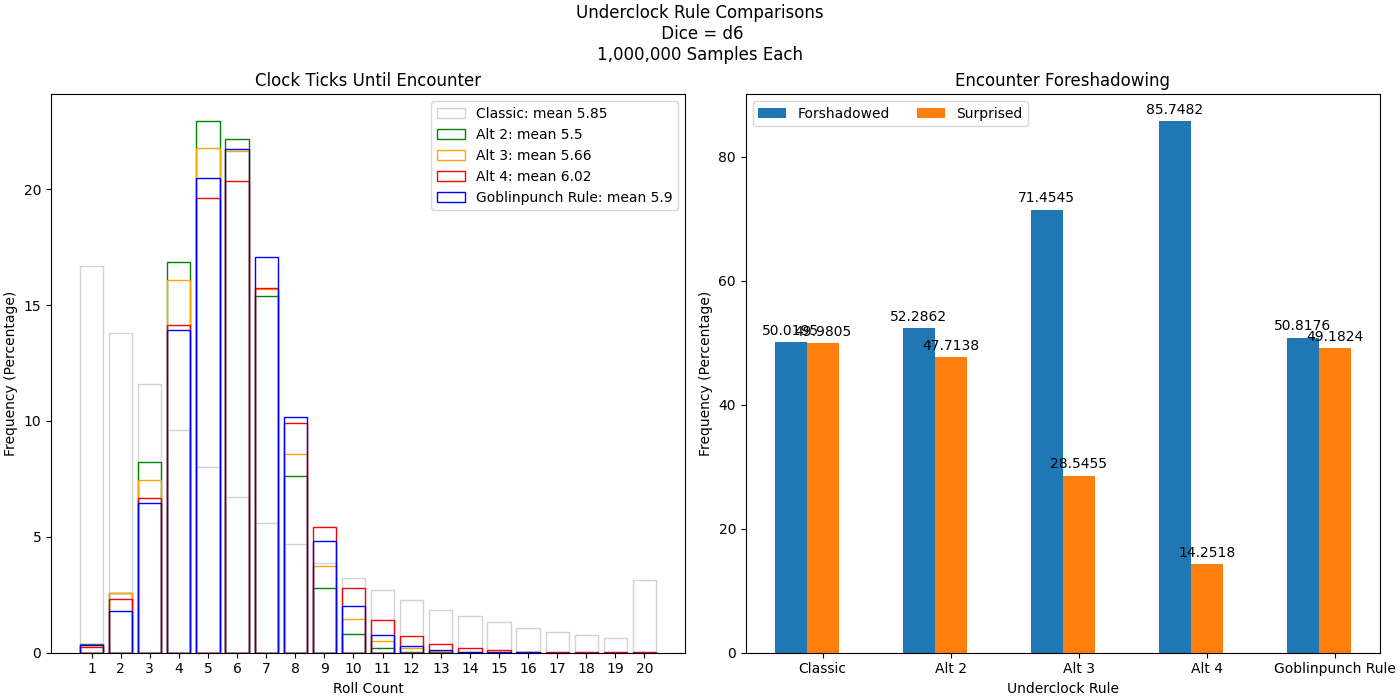 Underclock Rule Comparisons
Dice = d6
1,000,000 Samples Each
Clock Ticks Until Encounter
Classic: mean 5.85
Alt 2: mean 5.5
Alt 3: mean 5.66
Alt 4: mean 6.02
Goblinpunch Rule: mean 5.9
Frequency (Percentage)
20
15
10
5
0
1 2 3 4 5 6 7 8 9 10 11 12 13 14 15 16 17 18 19 20
Roll Count
Encounter Foreshadowing
Forshadowed Surprised
Frequency (Percentage)
80
60
40
20
0
50.0195 49.9805
52.2862
47.7138
71.4545
28.5455
85.7482
14.2518
50.8176
49.1824
Classic Alt 2 Alt 3 Alt 4 Goblinpunch Rule
Underclock Rule